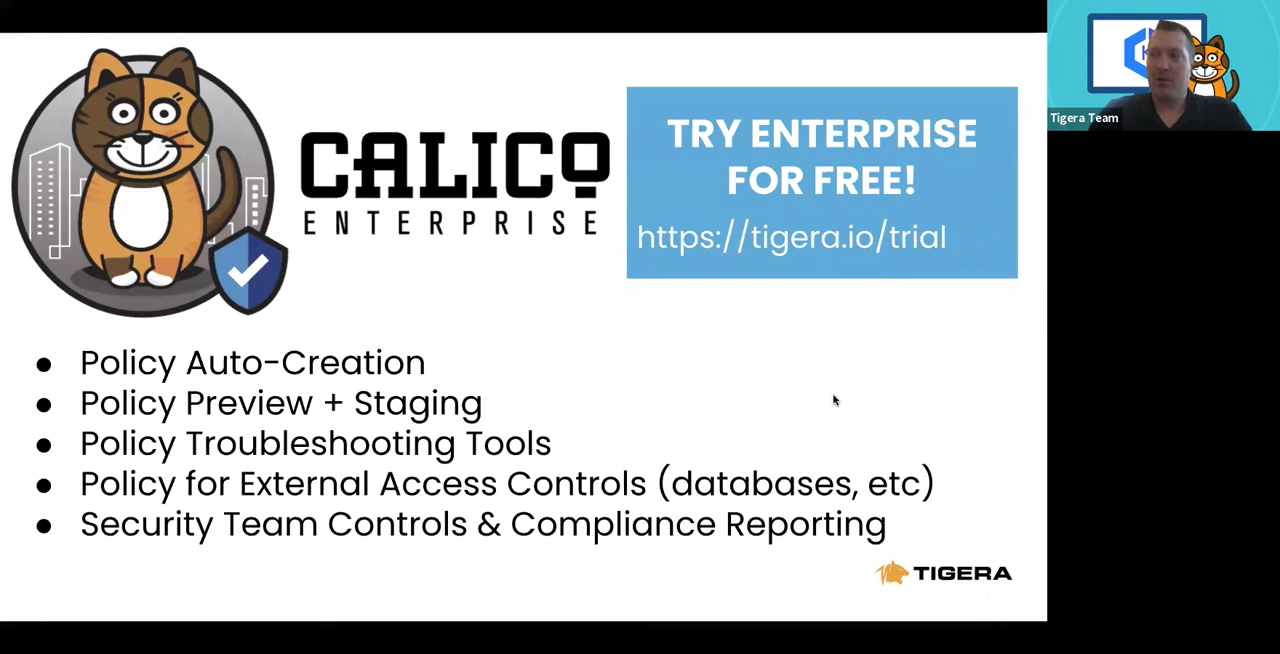 CALICO
ENTERPRISE
TRY ENTERPRISE
FOR FREE!
https://tigera.io/trial
● Policy Auto-Creation
● Policy Preview + Staging
● Policy Troubleshooting Tools
● Policy for External Access Controls (databases, etc)
● Security Team Controls & Compliance Reporting
TIGERA
Tigera Team